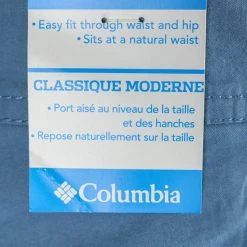 • Easy fit through waist and hip
• Sits at a natural waist
CLASSIQUE MODERNE
• Port aisé au niveau de la taille
et des hanches
• Repose naturellement sur la taille
Columbia